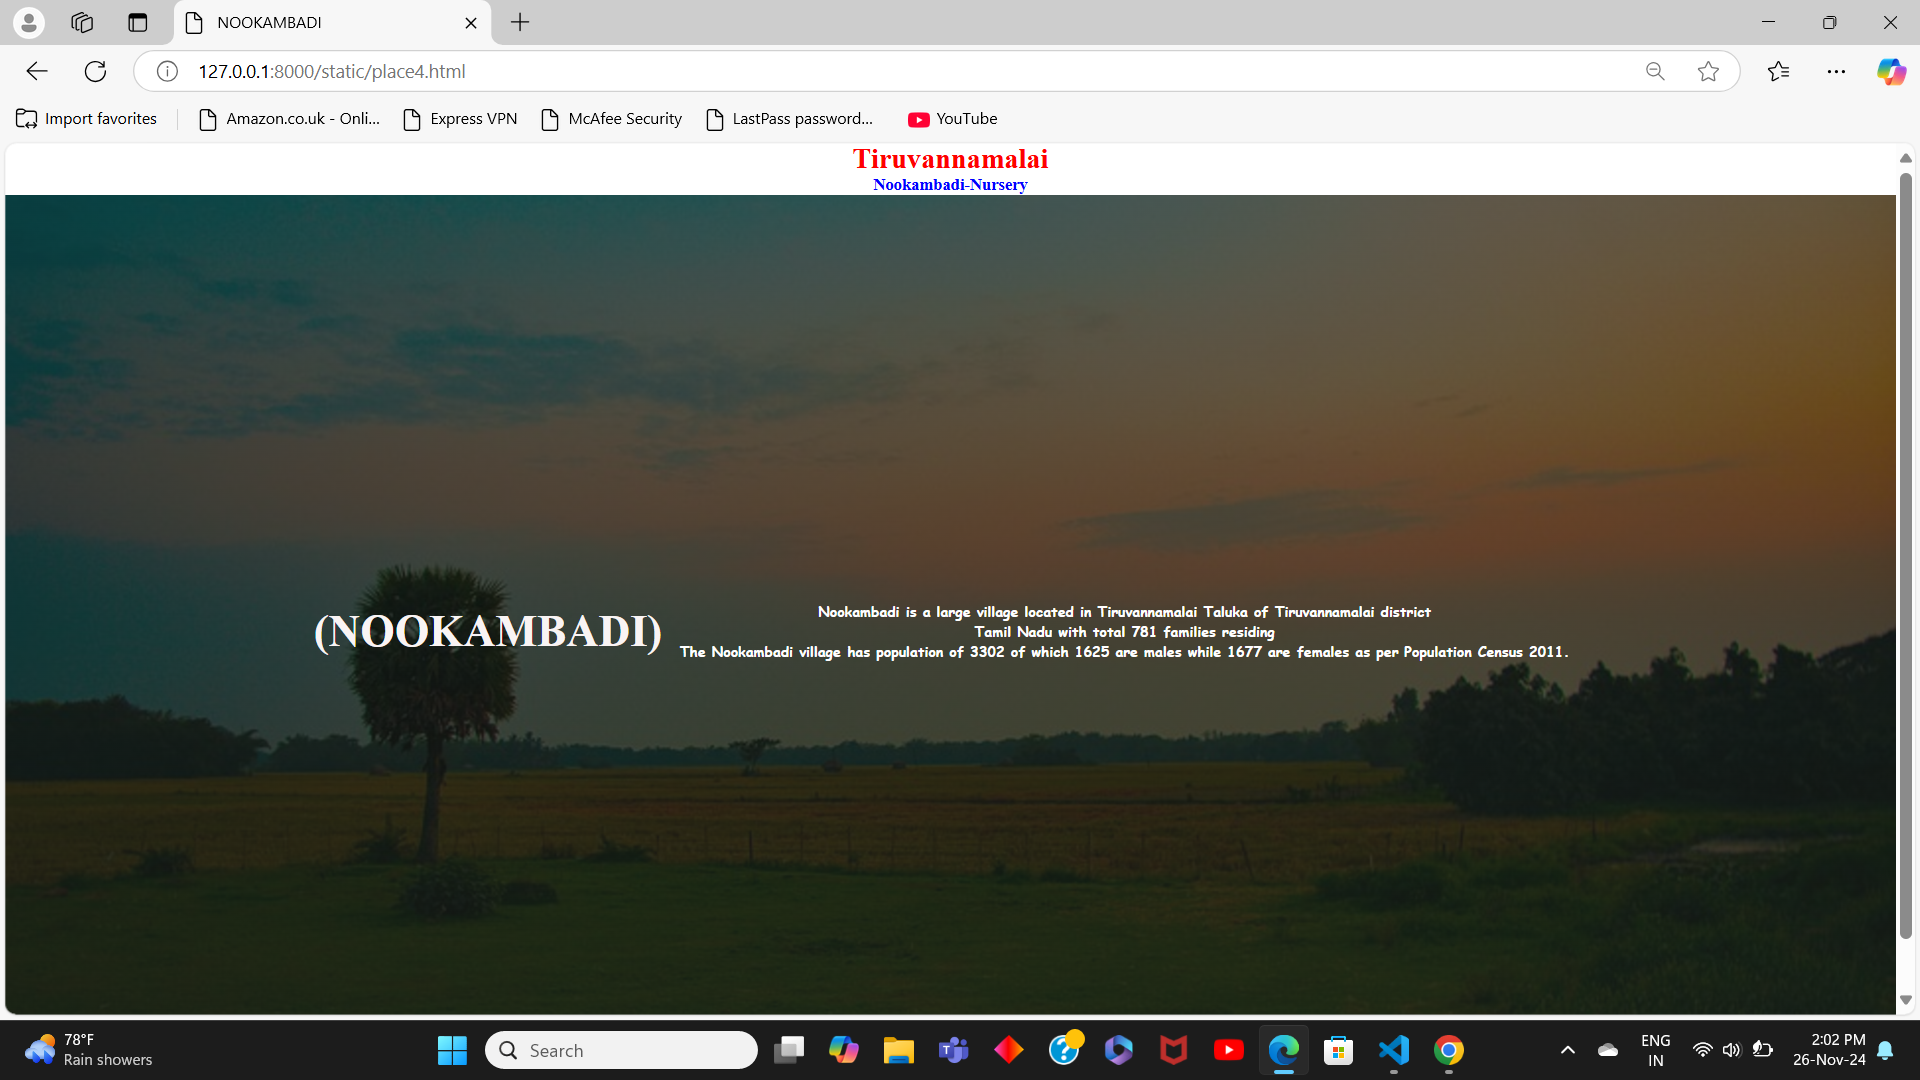 NOOKAMBADI
127.0.0.1:8000/static/place4.html
Import favorites
Amazon.co.uk - Onli...
Express VPN
McAfee Security
LastPass password...
YouTube
Tiruvannamalai
Nookambadi-Nursery
(NOOKAMBADI)
Nookambadi is a large village located in Tiruvannamalai Taluka of Tiruvannamalai district
Tamil Nadu with total 781 families residing
The Nookambadi village has population of 3302 of which 1625 are males while 1677 are females as per Population Census 2011.
78°F
Rain showers
Search
ENG
IN
2:02 PM
26-Nov-24